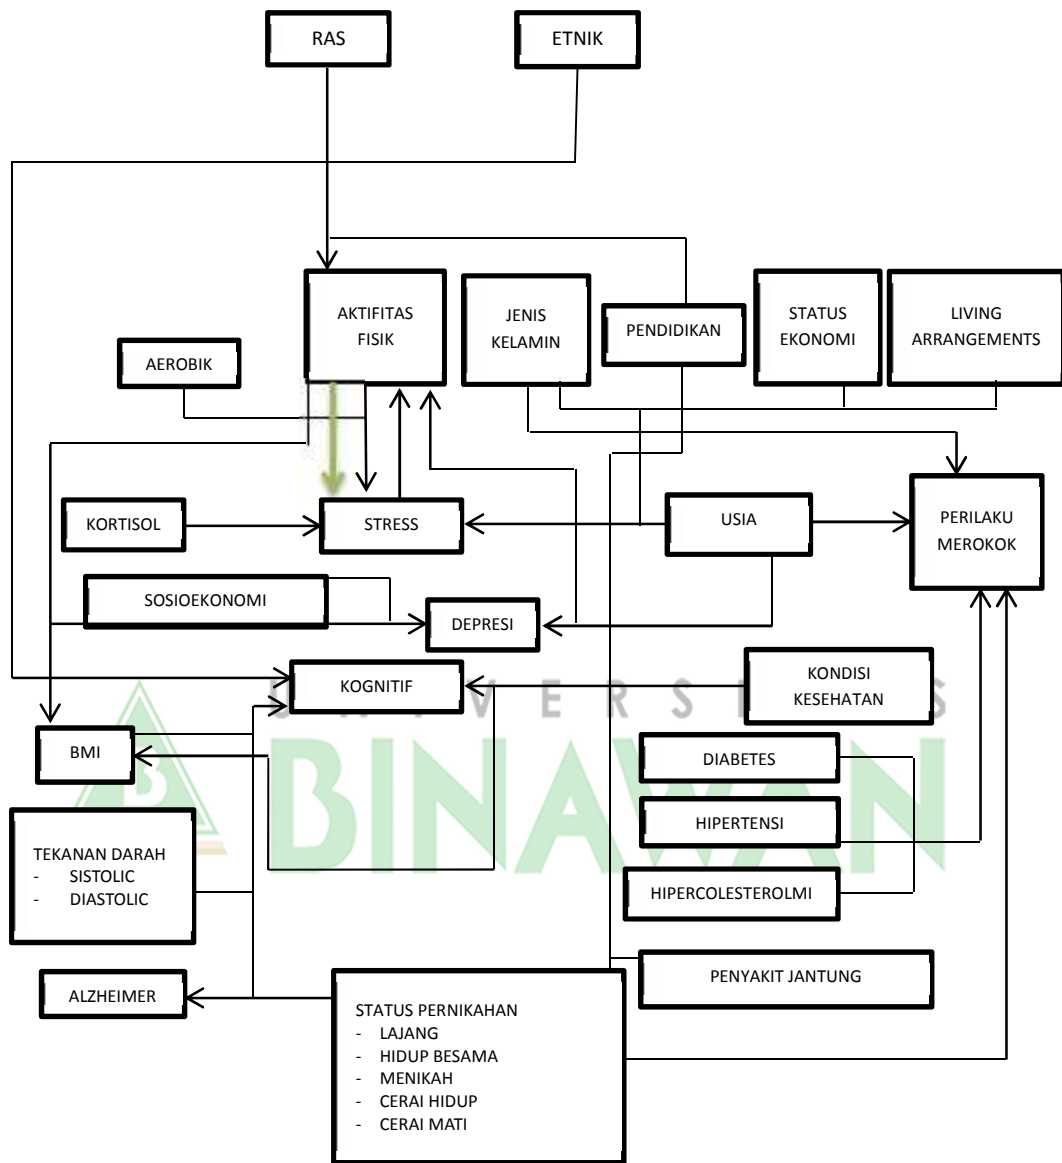 RAS
ETNIK
AKTIFITAS
FISIK
JENIS
KELAMIN
PENDIDIKAN
STATUS
EKONOMI
LIVING
ARRANGEMENTS
AEROBIK
KORTISOL
STRESS
USIA
PERILAKU
MEROKOK
SOSIOEKONOMI
DEPRESI
KOGNITIF
KONDISI
KESEHATAN
BMI
DIABETES
HIPERTENSI
TEKANAN DARAH
- SISTOLIC
- DIASTOLIC
HIPERCOLESTEROLMI
ALZHEIMER
PENYAKIT JANTUNG
STATUS PERNIKAHAN
- LAJANG
- HIDUP BESAMA
- MENIKAH
- CERAI HIDUP
- CERAI MATI
BINAWAN